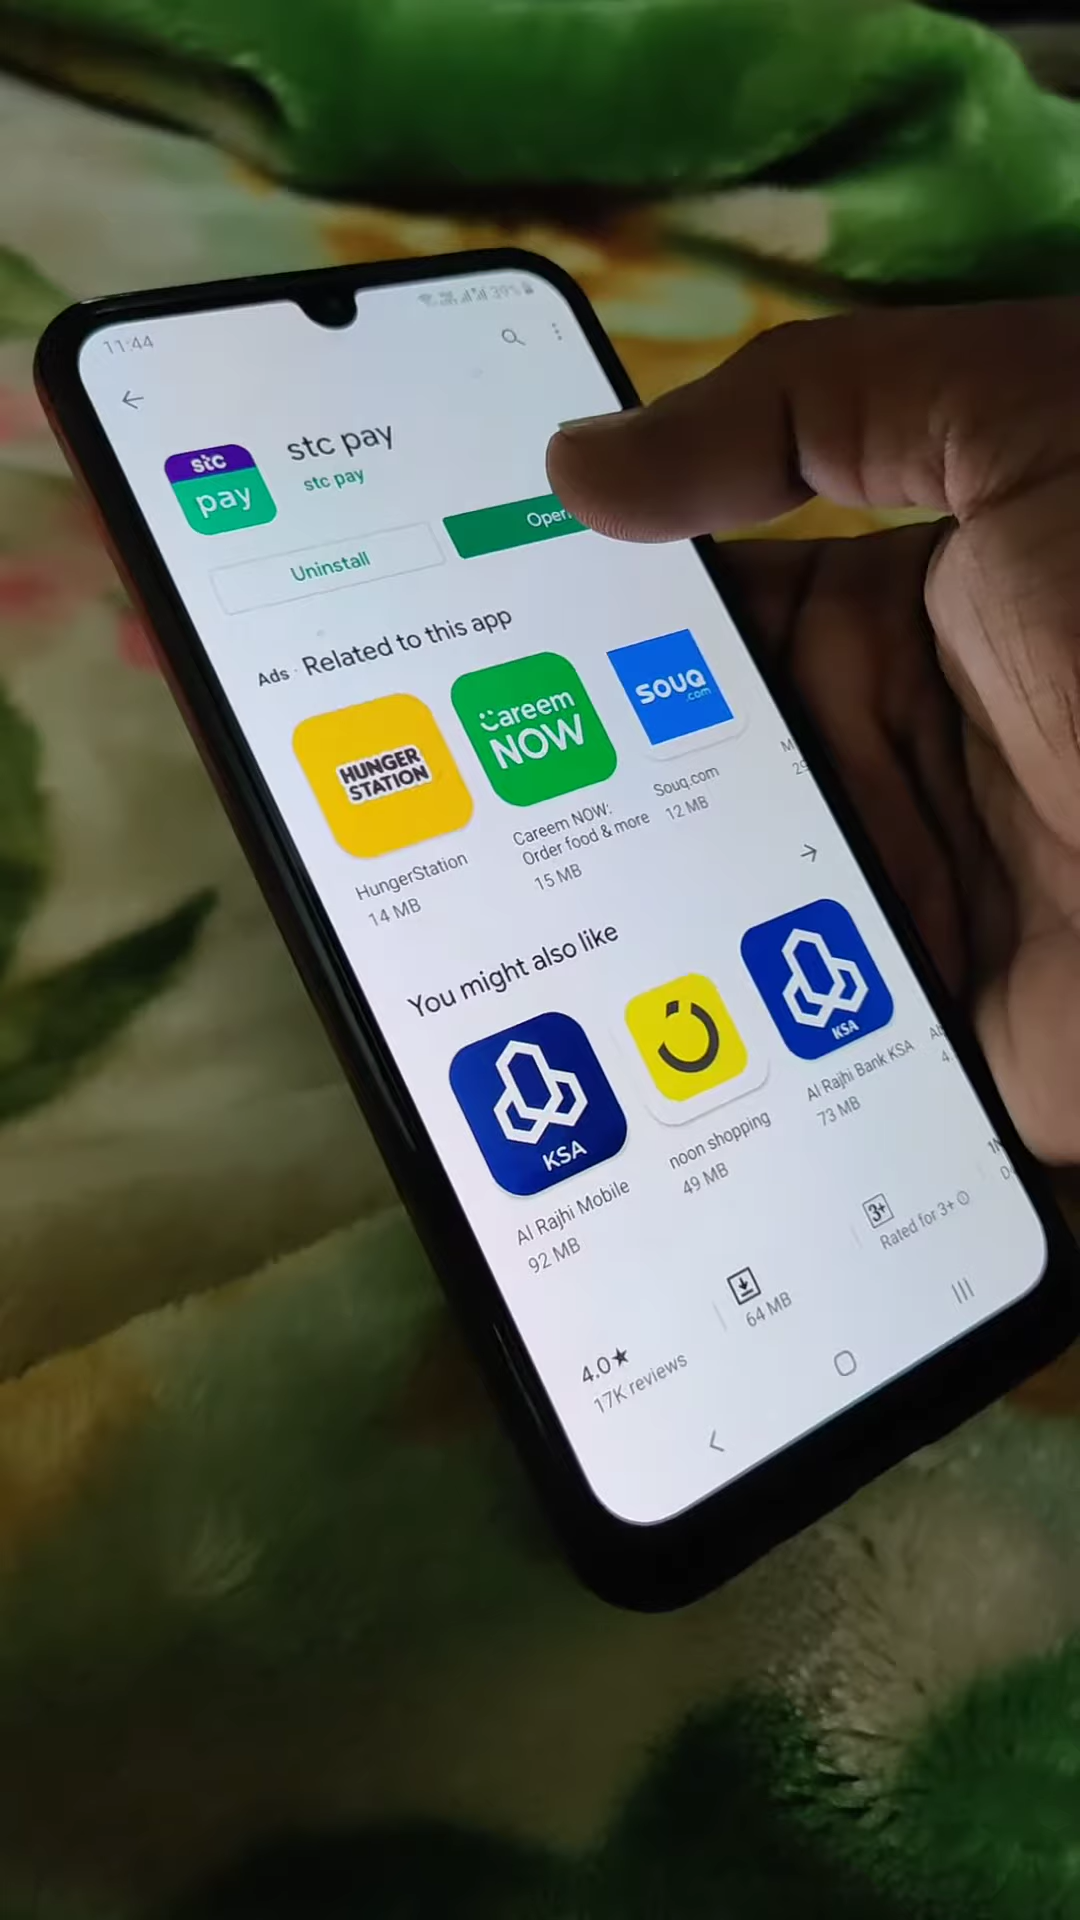 11:44
39%
stc pay
stc
pay
stc pay
Uninstall
Open
Ads · Related to this app
HUNGER
STATION
Careem
NOW
souq
.com
HungerStation
14 MB
Careem NOW:
Order food & more
15 MB
Souq.com
12 MB
You might also like
KSA
KSA
Al Rajhi Mobile
92 MB
noon shopping
49 MB
Al Rajhi Bank KSA
73 MB
4.0★
17K reviews
64 MB
3+
Rated for 3+